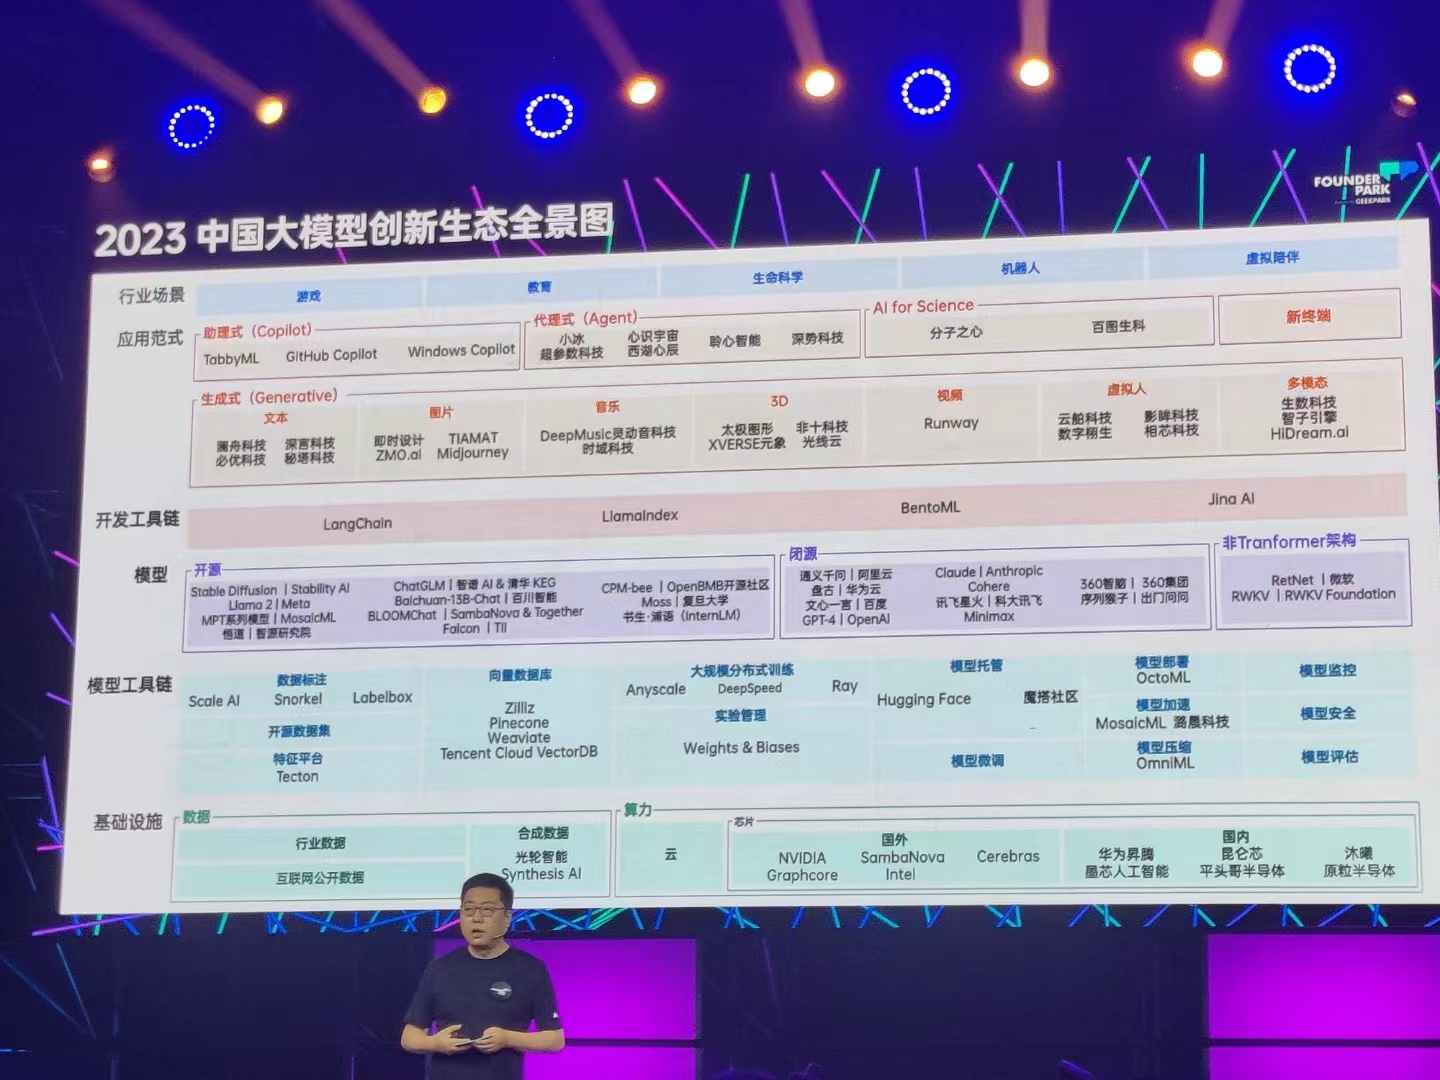 FOUNDER
PARK
GEEKPARK
2023 中国大模型创新生态全景图
行业场景
游戏
教育
生命科学
机器人
虚拟陪伴
应用范式
助理式（Copilot）
TabbyML GitHub Copilot Windows Copilot
代理式（Agent）
小冰 心识宇宙 聆心智能 深势科技
超参数科技 西湖心辰
AI for Science
分子之心 百图生科
新终端
生成式（Generative）
文本
澜舟科技 深言科技
必优科技 秘塔科技
图片
即时设计 TIAMAT
ZMO.ai Midjourney
音乐
DeepMusic灵动音科技
时域科技
3D
太极图形 非十科技
XVERSE元象 光线云
视频
Runway
虚拟人
云舶科技 影眸科技
数字栩生 相芯科技
多模态
生数科技
智子引擎
HiDream.ai
开发工具链
LangChain LlamaIndex BentoML Jina AI
模型
开源
Stable Diffusion | Stability AI
Llama 2 | Meta
MPT系列模型 | MosaicML
悟道 | 智源研究院
ChatGLM | 智谱 AI & 清华 KEG
Baichuan-13B-Chat | 百川智能
BLOOMChat | SambaNova & Together
Falcon | TII
CPM-bee | OpenBMB开源社区
Moss | 复旦大学
书生·浦语（InternLM）
闭源
通义千问 | 阿里云
盘古 | 华为云
文心一言 | 百度
GPT-4 | OpenAI
Claude | Anthropic
Cohere
讯飞星火 | 科大讯飞
Minimax
360智脑 | 360集团
序列猴子 | 出门问问
非Tranformer架构
RetNet | 微软
RWKV | RWKV Foundation
模型工具链
数据标注
Scale AI Snorkel Labelbox
开源数据集
特征平台
Tecton
向量数据库
Zilliz
Pinecone
Weaviate
Tencent Cloud VectorDB
大规模分布式训练
Anyscale DeepSpeed Ray
实验管理
Weights & Biases
模型托管
Hugging Face 魔搭社区
模型微调
模型部署
OctoML
模型加速
MosaicML 潞晨科技
模型压缩
OmniML
模型监控
模型安全
模型评估
基础设施
数据
行业数据
互联网公开数据
合成数据
光轮智能
Synthesis AI
算力
云
芯片
国外
NVIDIA SambaNova Cerebras
Graphcore Intel
国内
华为昇腾 昆仑芯 沐曦
墨芯人工智能 平头哥半导体 原粒半导体